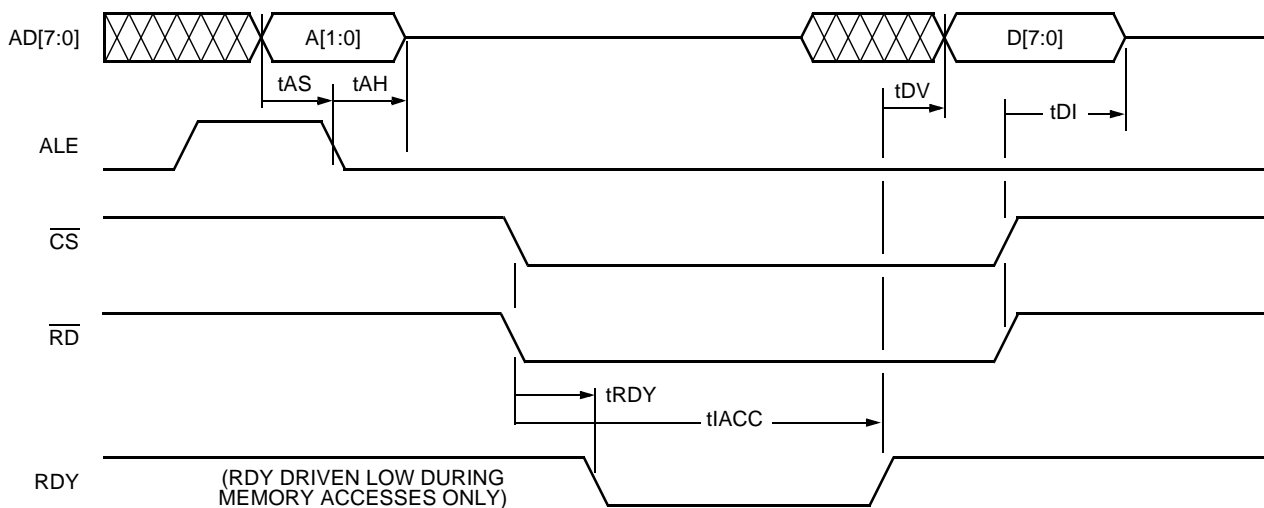 AD[7:0]
A[1:0]
D[7:0]
tAS
tAH
tDV
tDI
ALE
CS
RD
tRDY
tIACC
RDY
(RDY DRIVEN LOW DURING
MEMORY ACCESSES ONLY)